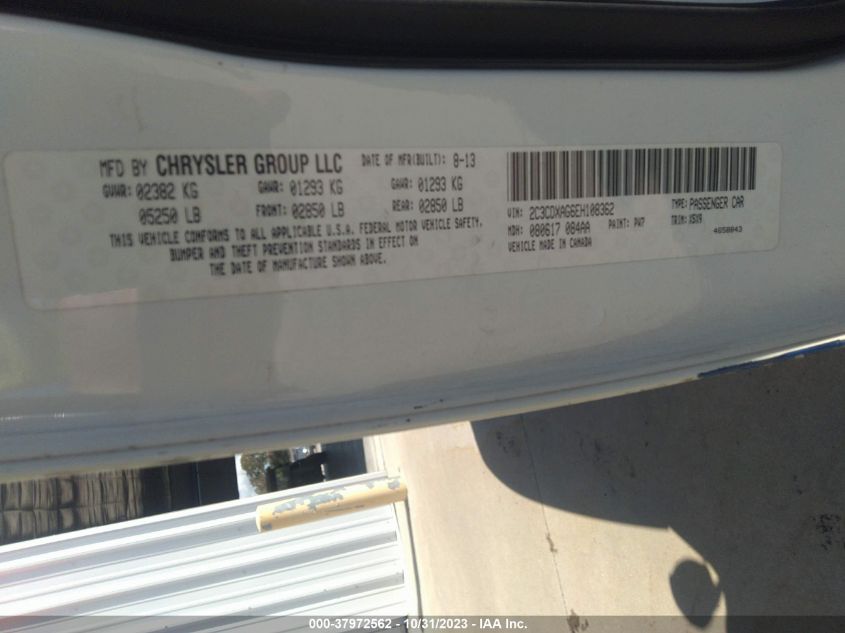 MFD BY CHRYSLER GROUP LLC DATE OF MFR(BUILT): 8-13
GVWR: 02382 KG GAWR: 01293 KG GAWR: 01293 KG
05250 LB FRONT: 02850 LB REAR: 02850 LB
THIS VEHICLE CONFORMS TO ALL APPLICABLE U.S.A. FEDERAL MOTOR VEHICLE SAFETY,
BUMPER AND THEFT PREVENTION STANDARDS IN EFFECT ON
THE DATE OF MANUFACTURE SHOWN ABOVE.
VIN: 2C3CDXAG6EH108362 TYPE: PASSENGER CAR
MDH: 080617 084AA PAINT: PW7 TRIM: X5X9
VEHICLE MADE IN CANADA 4658843
000-37972562 - 10/31/2023 - IAA Inc.